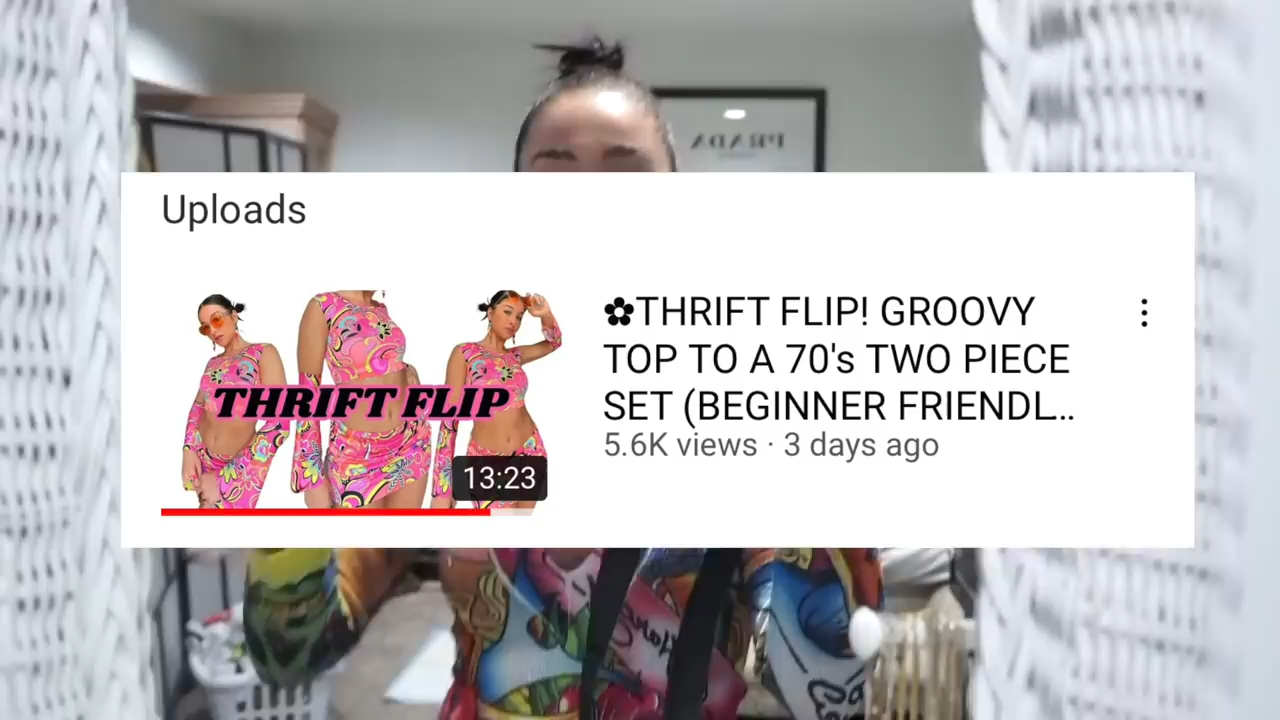 PRADA
Uploads
✿THRIFT FLIP! GROOVY
TOP TO A 70's TWO PIECE
SET (BEGINNER FRIENDL..
5.6K views · 3 days ago
THRIFT FLIP
13:23